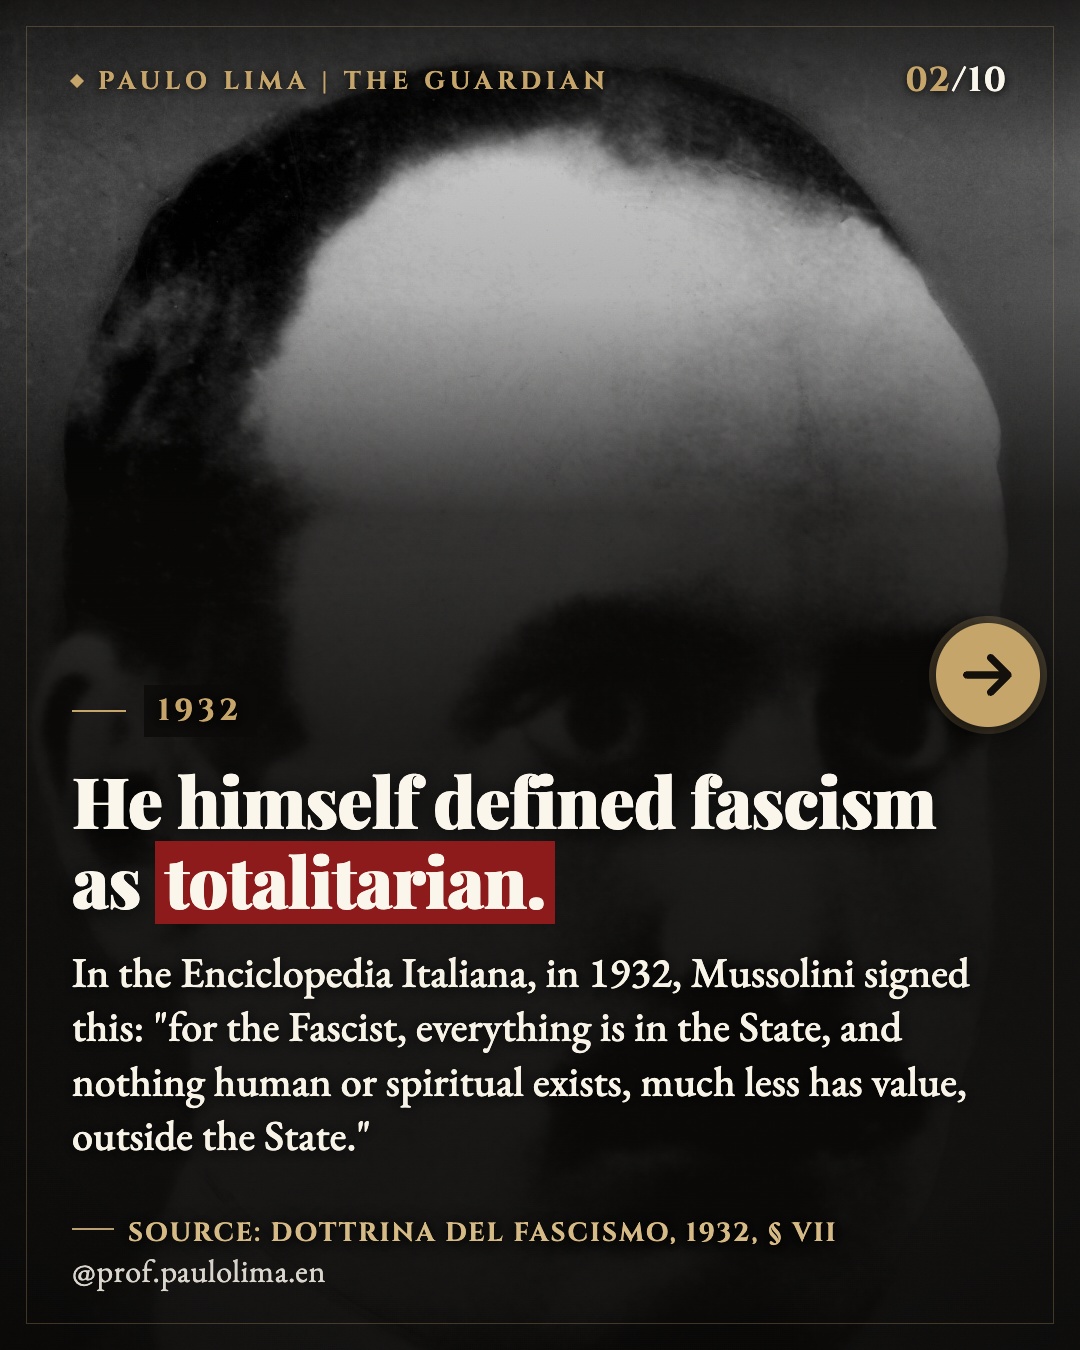 ◆ PAULO LIMA | THE GUARDIAN
02/10
1932
He himself defined fascism
as totalitarian.
In the Enciclopedia Italiana, in 1932, Mussolini signed
this: "for the Fascist, everything is in the State, and
nothing human or spiritual exists, much less has value,
outside the State."
SOURCE: DOTTRINA DEL FASCISMO, 1932, § VII
@prof.paulolima.en